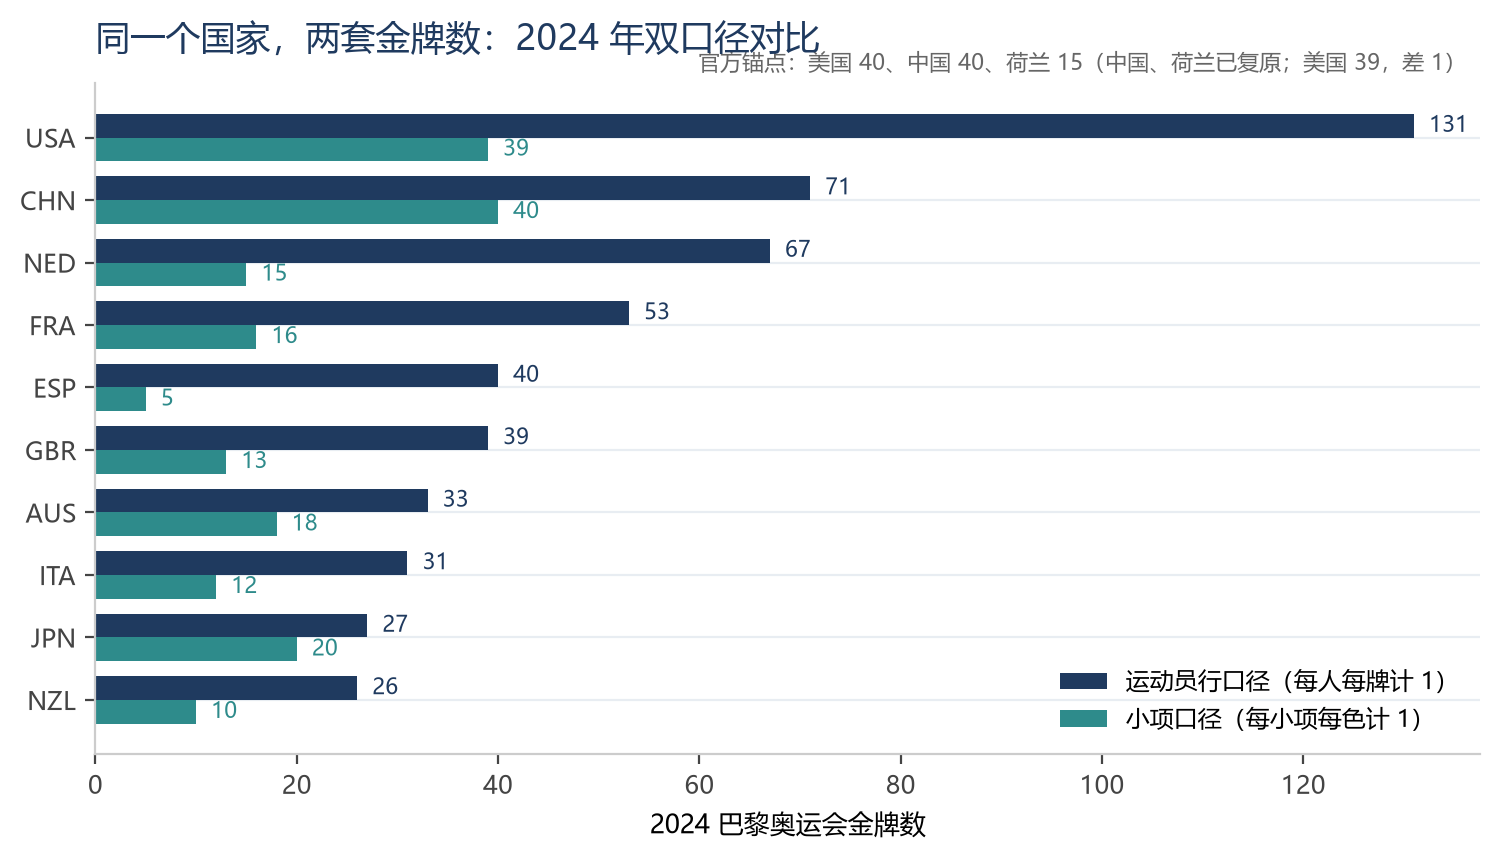 同一个国家，两套金牌数：2024 年双口径对比
官方锚点：美国 40、中国 40、荷兰 15（中国、荷兰已复原；美国 39，差 1）
USA 131
39
CHN 71
40
NED 67
15
FRA 53
16
ESP 40
5
GBR 39
13
AUS 33
18
ITA 31
12
JPN 27
20
NZL 26
10
运动员行口径（每人每牌计 1）
小项口径（每小项每色计 1）
0 20 40 60 80 100 120
2024 巴黎奥运会金牌数